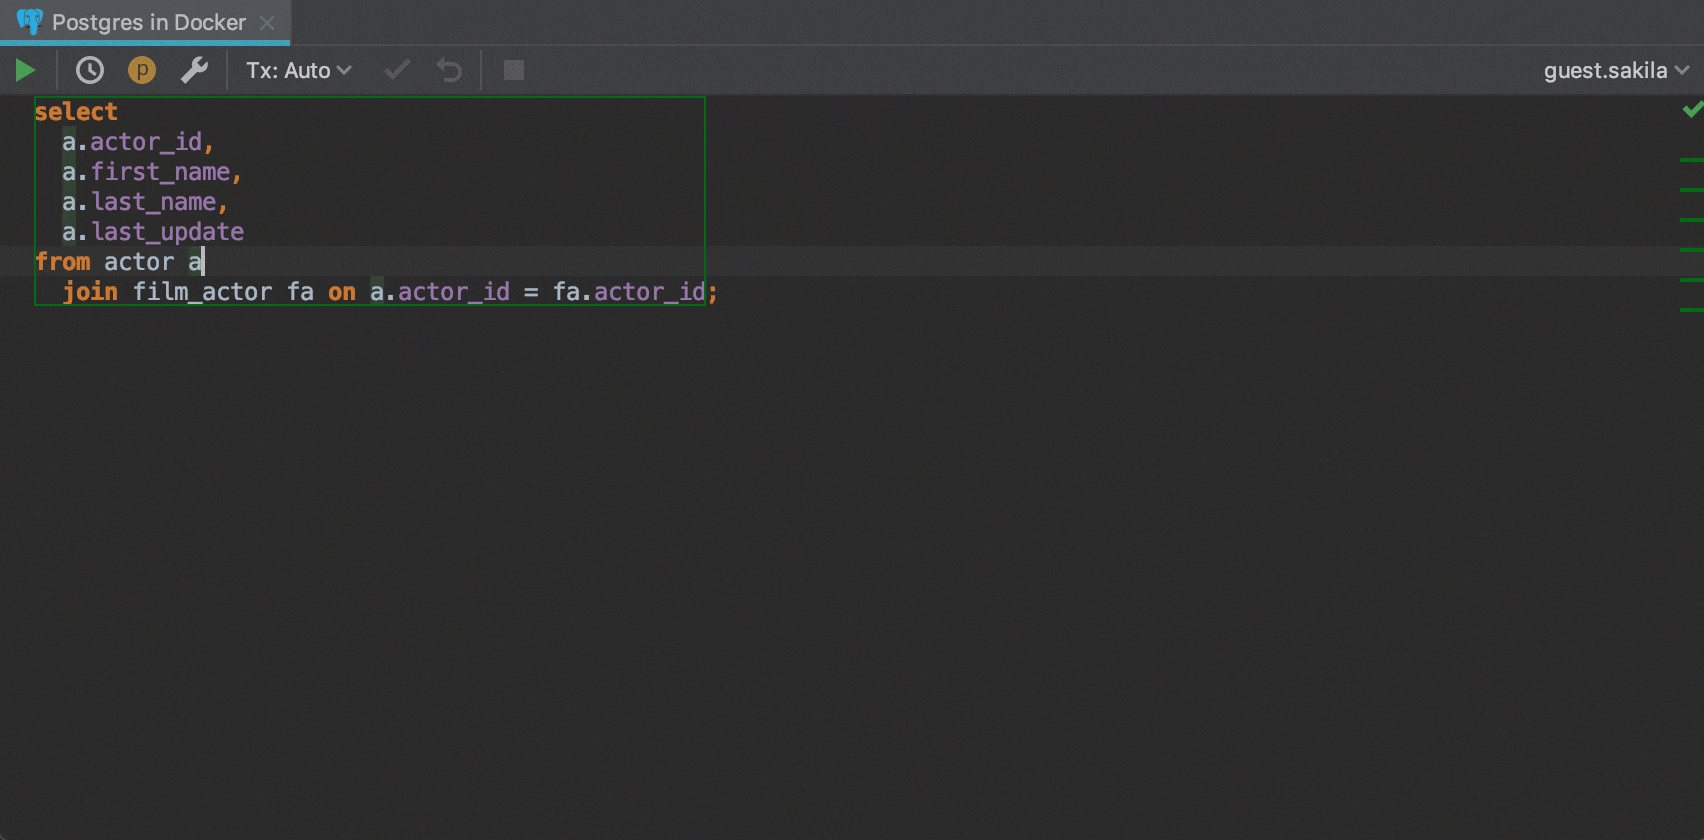 Postgres in Docker
p Tx: Auto guest.sakila
select
a.actor_id,
a.first_name,
a.last_name,
a.last_update
from actor a
join film_actor fa on a.actor_id = fa.actor_id;